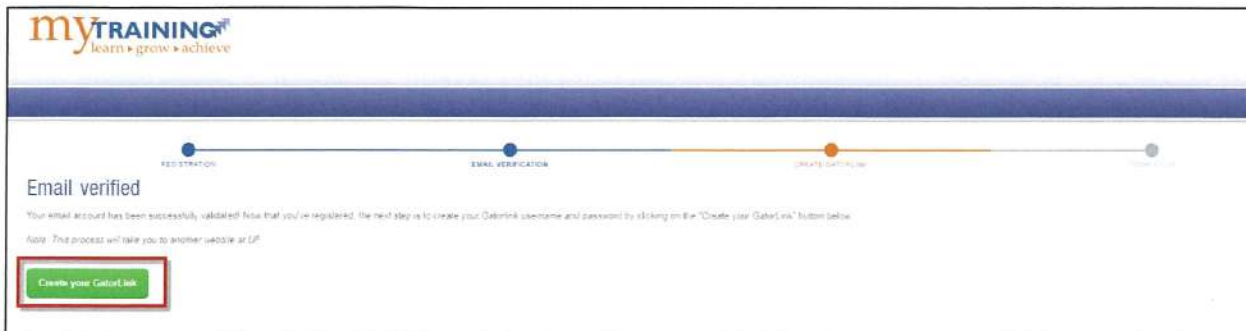 myTRAINING
learn ▸ grow ▸ achieve
REGISTRATION
EMAIL VERIFICATION
CREATE GATORLINK
Email verified
Your email account has been successfully validated! Now that you've registered, the next step is to create your Gatorlink username and password by clicking on the "Create your GatorLink" button below.
Note: This process will take you to another website at UF
Create your GatorLink